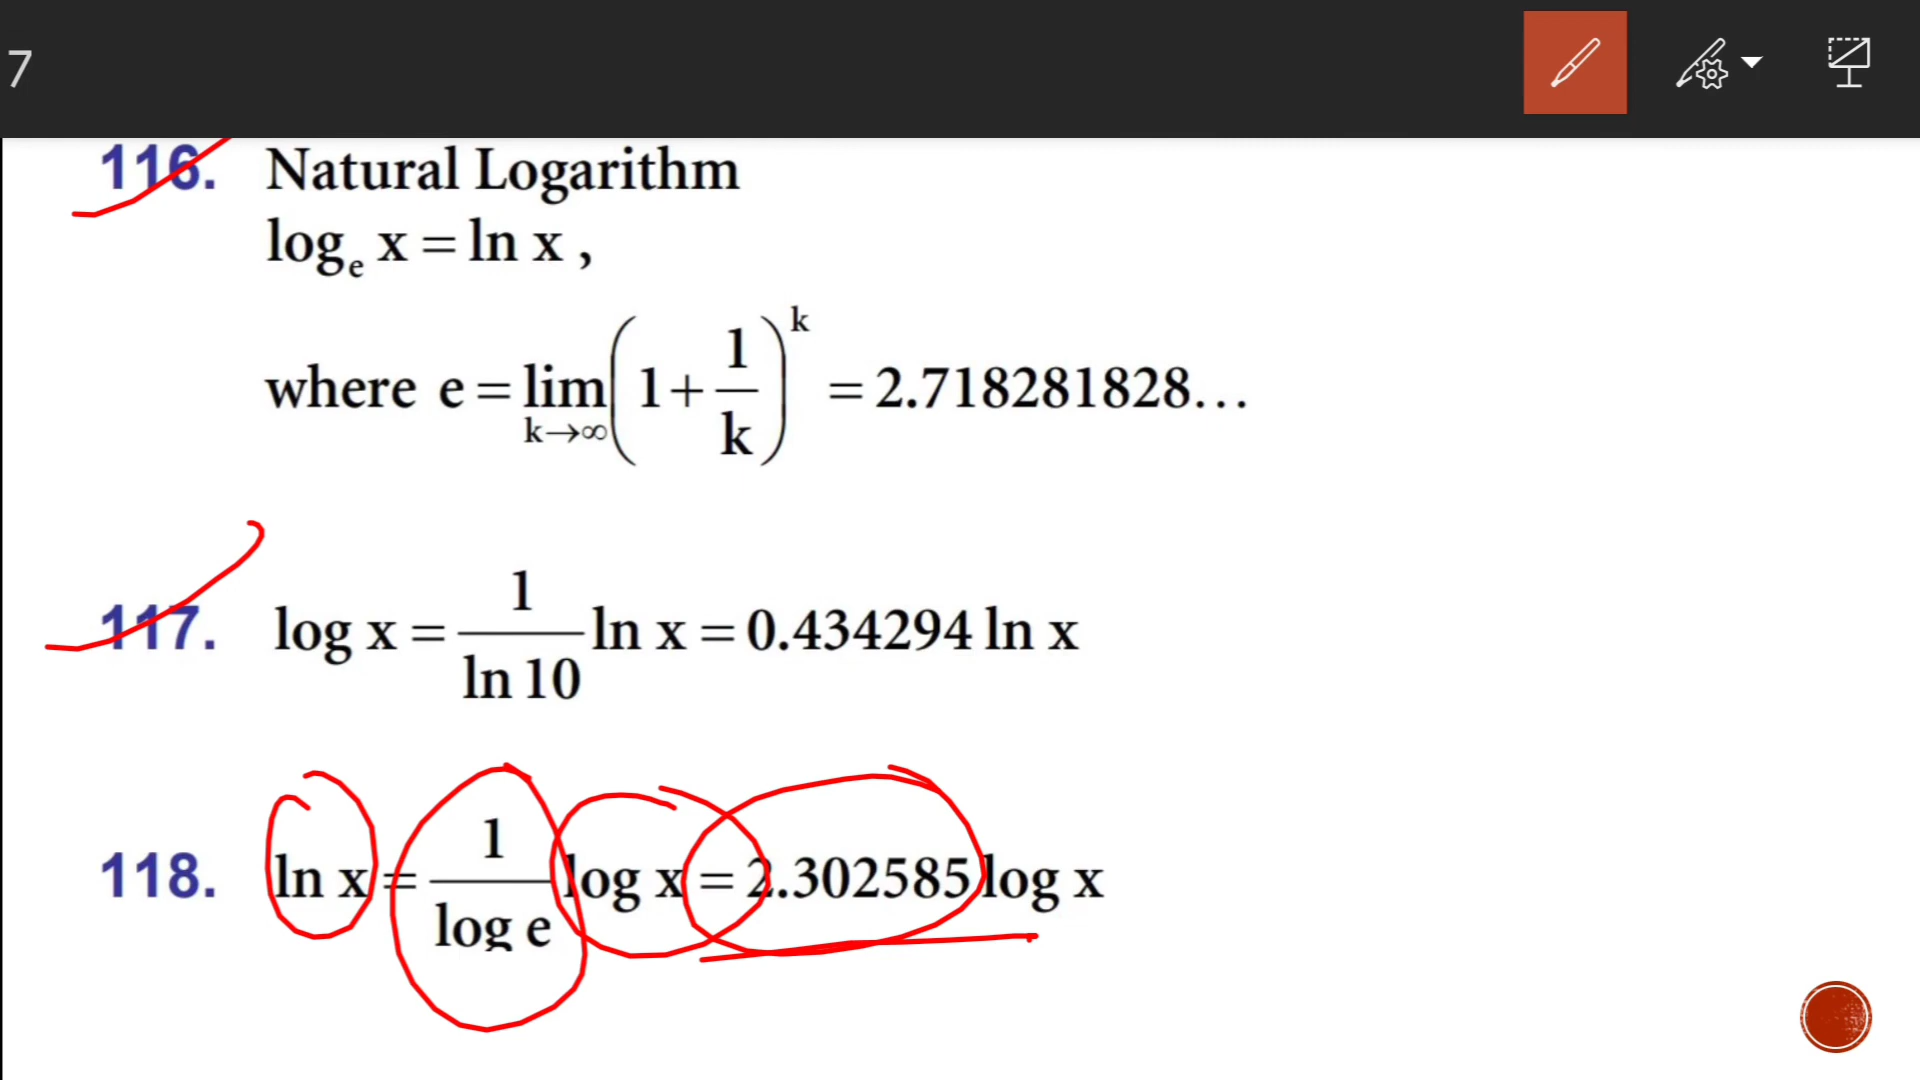 7
116. Natural Logarithm
logₑ x = ln x ,
where e = lim k→∞ (1 + 1/k)^k = 2.718281828…
117. log x = 1/ln 10 ln x = 0.434294 ln x
118. ln x = 1/log e log x = 2.302585 log x